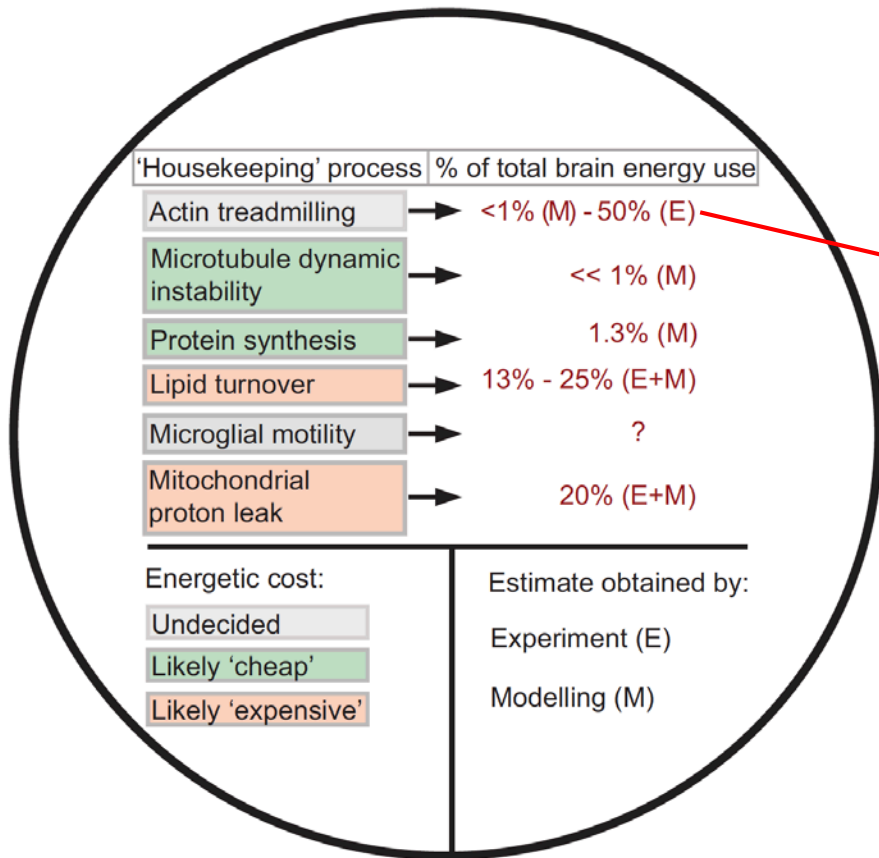 'Housekeeping' process % of total brain energy use
Actin treadmilling <1% (M) - 50% (E)
Microtubule dynamic
instability << 1% (M)
Protein synthesis 1.3% (M)
Lipid turnover 13% - 25% (E+M)
Microglial motility ?
Mitochondrial
proton leak 20% (E+M)
Energetic cost:
Undecided
Likely 'cheap'
Likely 'expensive'
Estimate obtained by:
Experiment (E)
Modelling (M)